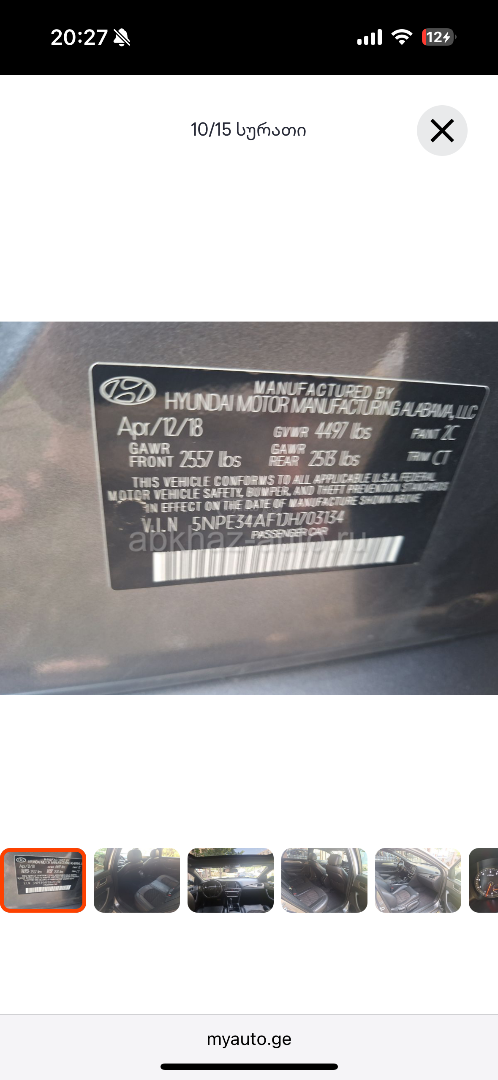 20:27
12
10/15 სურათი
MANUFACTURED BY
HYUNDAI MOTOR MANUFACTURING ALABAMA, LLC
Apr/12/18 GVWR 4497 lbs PAINT 2C
GAWR FRONT 2557 lbs GAWR REAR 2513 lbs TRIM CT
THIS VEHICLE CONFORMS TO ALL APPLICABLE U.S.A. FEDERAL
MOTOR VEHICLE SAFETY, BUMPER, AND THEFT PREVENTION STANDARDS
IN EFFECT ON THE DATE OF MANUFACTURE SHOWN ABOVE
V.I.N 5NPE34AF1JH703134
PASSENGER CAR
abkhaz-auto.ru
myauto.ge